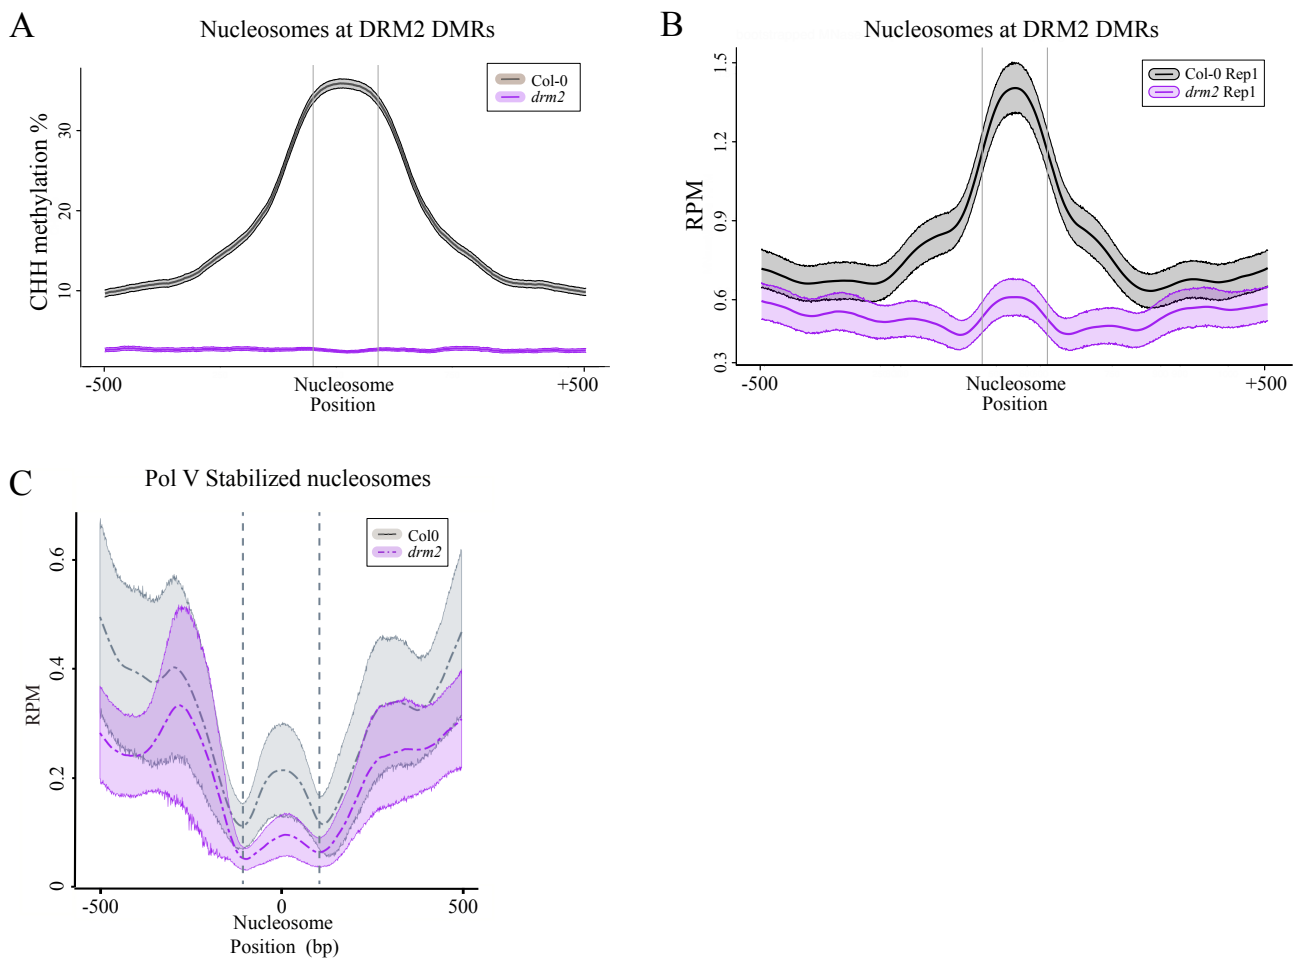 A
Nucleosomes at DRM2 DMRs
Col-0
drm2
CHH methylation %
30
20
10
-500
Nucleosome
+500
Position
B
Nucleosomes at DRM2 DMRs
Col-0 Rep1
drm2 Rep1
RPM
1.5
1.2
0.9
0.6
0.3
-500
Nucleosome
+500
Position
C
Pol V Stabilized nucleosomes
Col0
drm2
RPM
0.6
0.4
0.2
0
-500
0
500
Nucleosome
Position (bp)